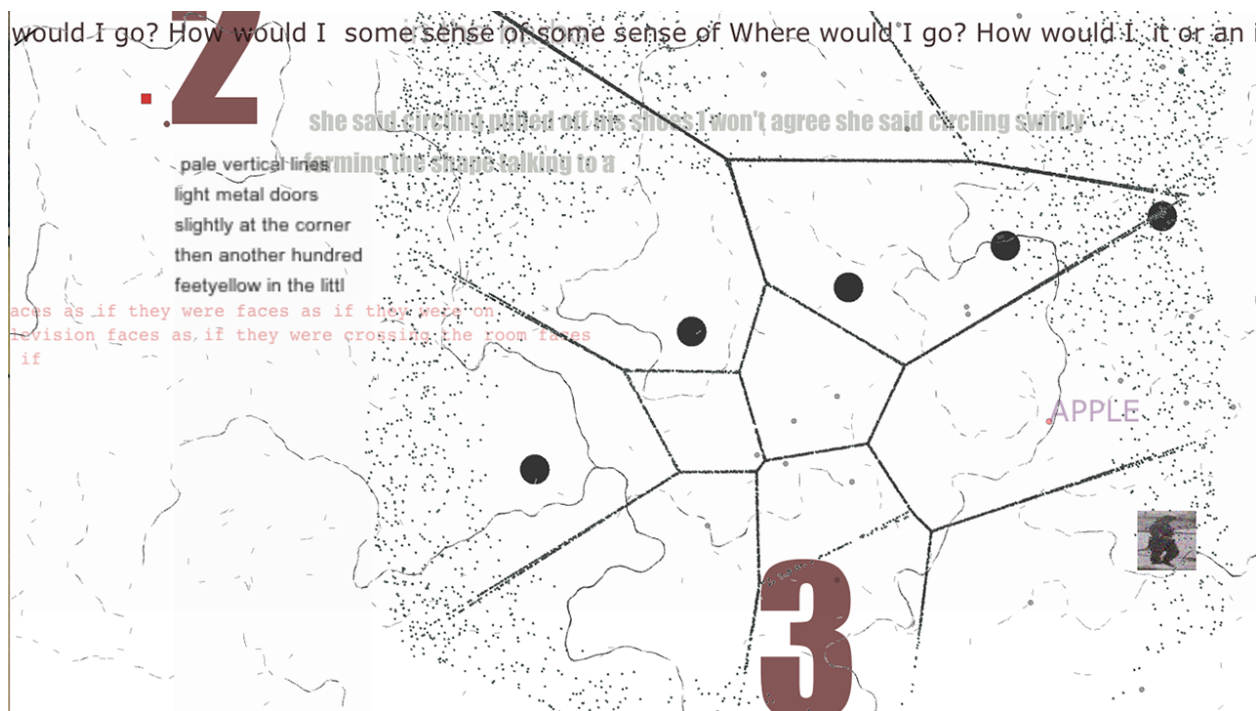 2
would I go? How would I some sense of some sense of Where would I go? How would I it or an i
she said circling pulled off his shoes I won't agree she said circling swiftly
forming the shape talking to a
pale vertical lines
light metal doors
slightly at the corner
then another hundred
feetyellow in the littl
aces as if they were faces as if they were on
levision faces as if they were crossing the room faces
if
APPLE
3